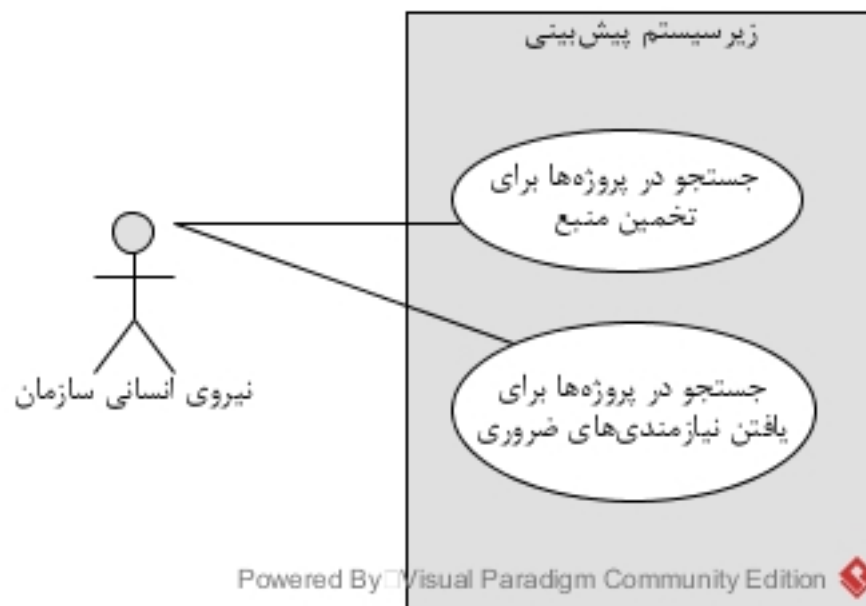 زیرسیستم پیش‌بینی
جستجو در پروژه‌ها برای
تخمین منبع
نیروی انسانی سازمان
جستجو در پروژه‌ها برای
یافتن نیازمندی‌های ضروری
Powered By Visual Paradigm Community Edition